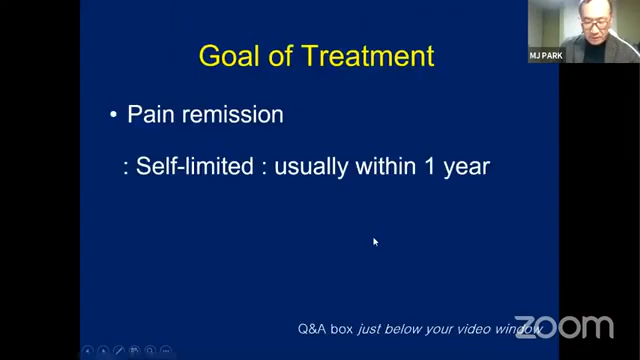 Goal of Treatment
MJ PARK
• Pain remission
: Self-limited : usually within 1 year
Q&A box just below your video window
zoom